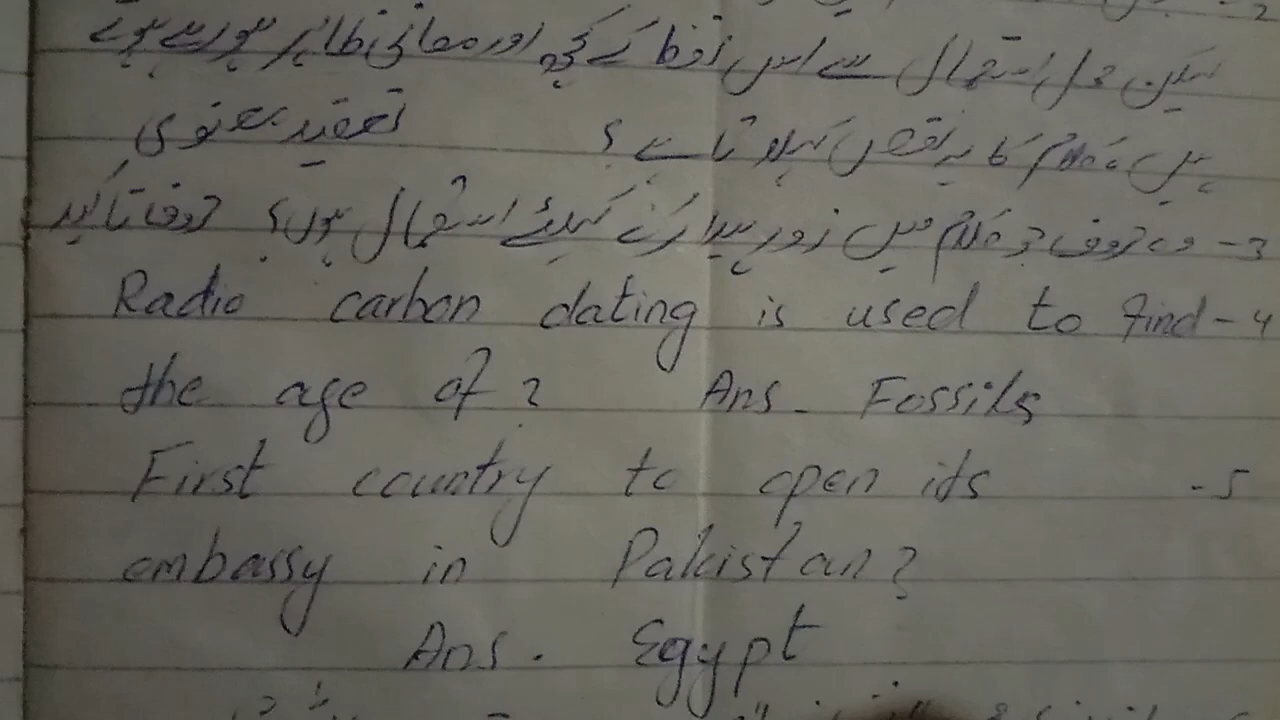 لیکن محل استعمال سے اس لفظ کے کچھ اور معانی ظاہر ہو رہے ہوتے
ہیں، کلام کا یہ نقص کہلاتا ہے؟ تعقید معنوی
3- وہ حروف جو کلام میں زور پیدا کرنے کیلئے استعمال ہوں؟ حروف تاکید
Radio carbon dating is used to find -4
the age of? Ans. Fossils
First country to open its -5
embassy in Pakistan?
Ans. Egypt